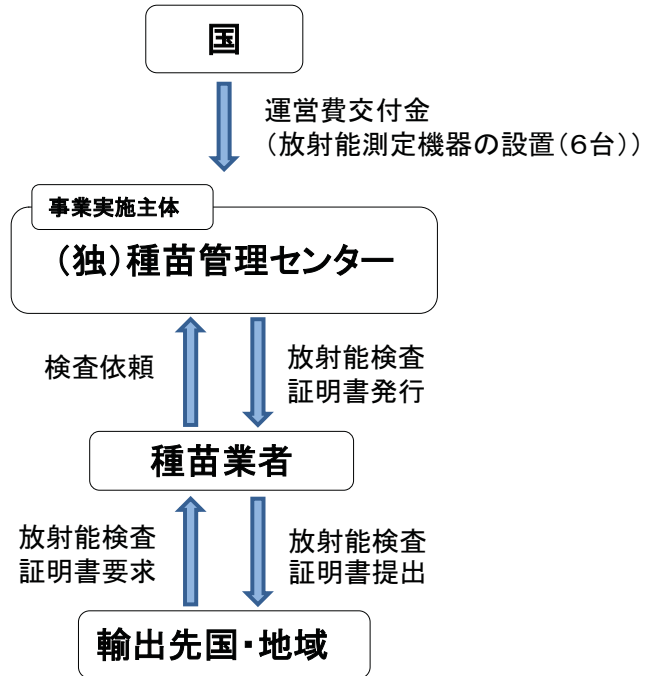 国
運営費交付金
(放射能測定機器の設置(6台))
事業実施主体
(独)種苗管理センター
検査依頼
放射能検査
証明書発行
種苗業者
放射能検査
証明書要求
放射能検査
証明書提出
輸出先国・地域